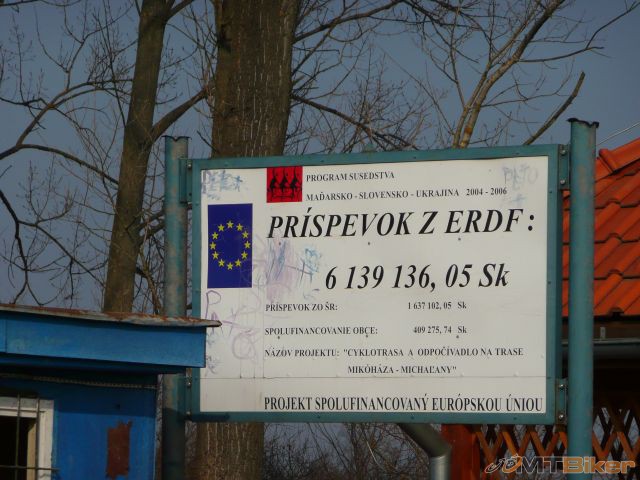 PROGRAM SUSEDSTVA
MAĎARSKO - SLOVENSKO - UKRAJINA 2004 - 2006
PRÍSPEVOK Z ERDF:
6 139 136, 05 Sk
PRÍSPEVOK ZO ŠR: 1 637 102, 05 Sk
SPOLUFINANCOVANIE OBCE: 409 275, 74 Sk
NÁZOV PROJEKTU: "CYKLOTRASA A ODPOČÍVADLO NA TRASE
MIKÓHÁZA - MICHAĽANY"
PROJEKT SPOLUFINANCOVANÝ EURÓPSKOU ÚNIOU
MTBiker